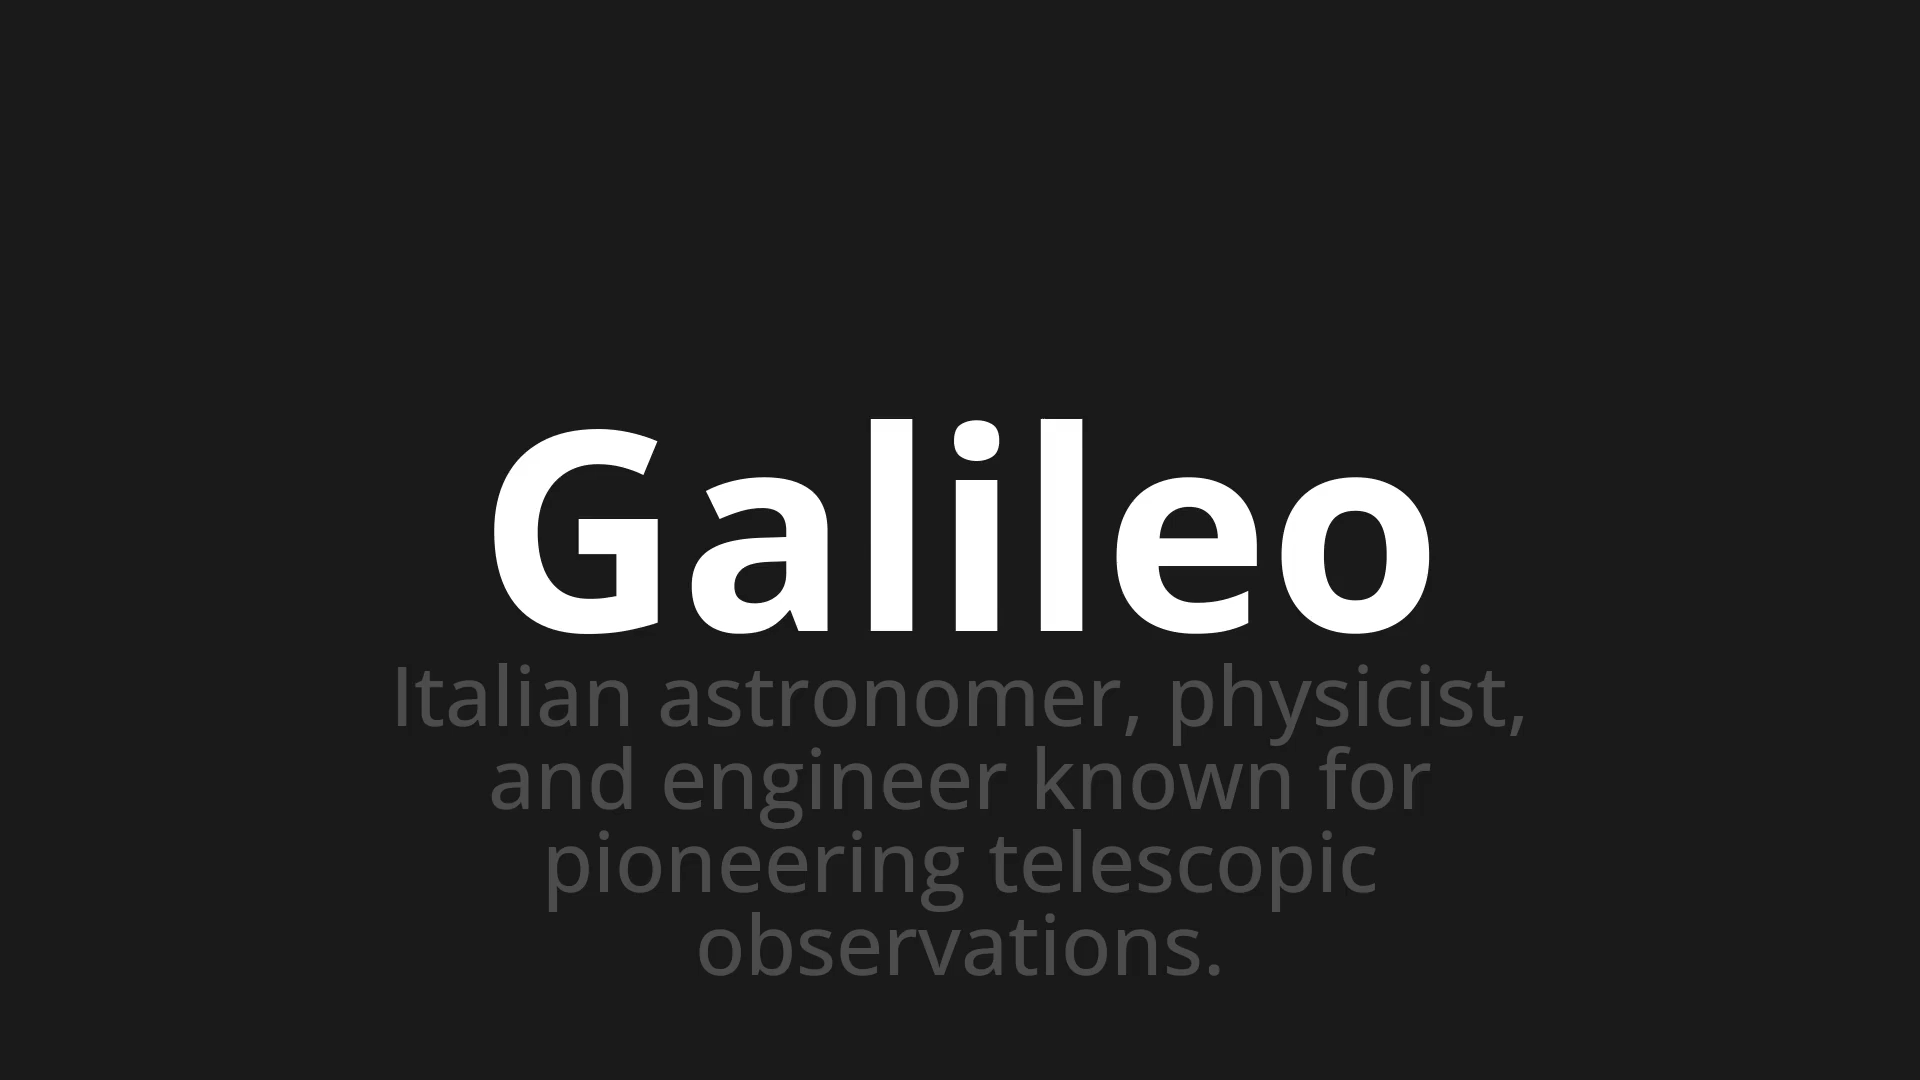 Galileo
Italian astronomer, physicist,
and engineer known for
pioneering telescopic
observations.